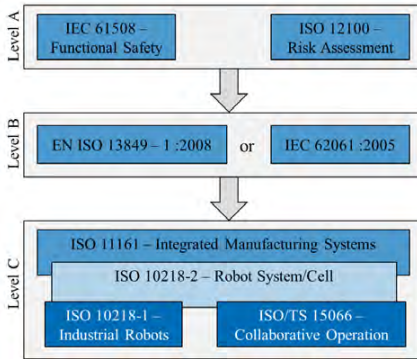 Level A
IEC 61508 –
Functional Safety
ISO 12100 –
Risk Assessment
Level B
EN ISO 13849 – 1 :2008
or
IEC 62061 :2005
Level C
ISO 11161 – Integrated Manufacturing Systems
ISO 10218-2 – Robot System/Cell
ISO 10218-1 –
Industrial Robots
ISO/TS 15066 –
Collaborative Operation